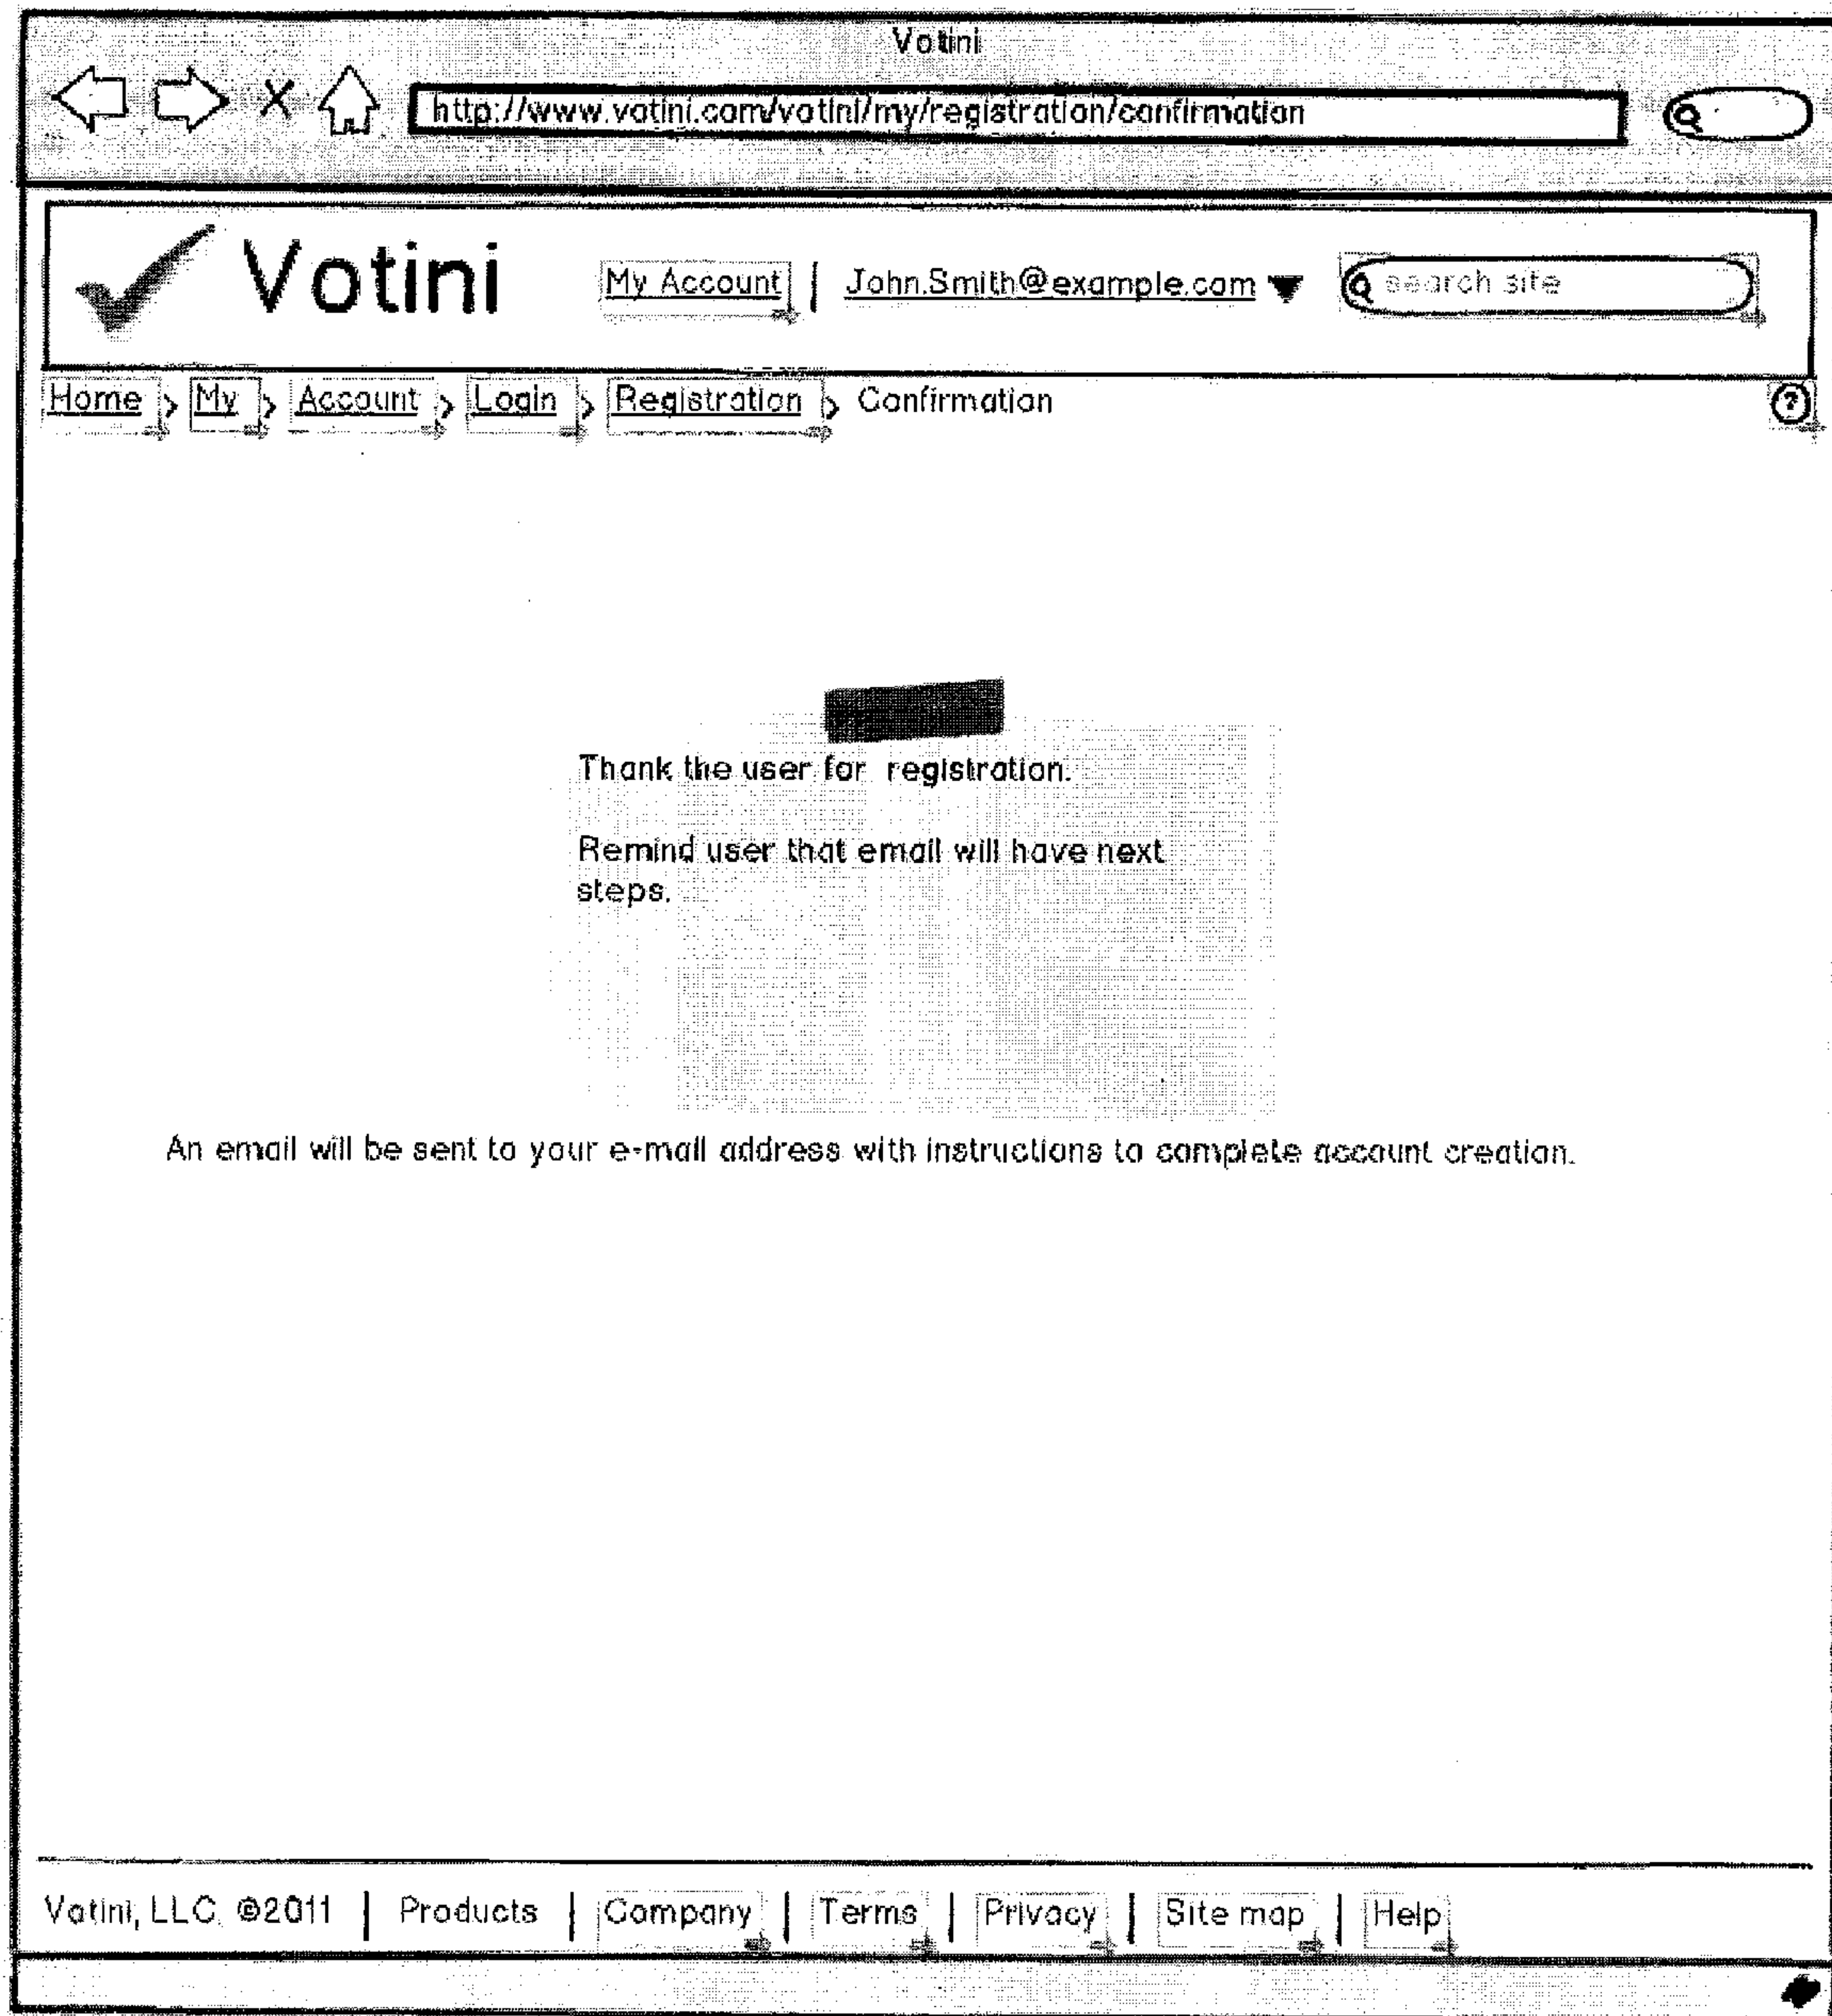 Votini
http://www.votini.com/votini/my/registration/confirmation
Votini My Account | John.Smith@example.com search site
Home > My > Account > Login > Registration > Confirmation ?
Thank the user for registration.
Remind user that email will have next
steps.
An email will be sent to your e-mail address with instructions to complete account creation.
Votini, LLC. ©2011 | Products | Company | Terms | Privacy | Site map | Help